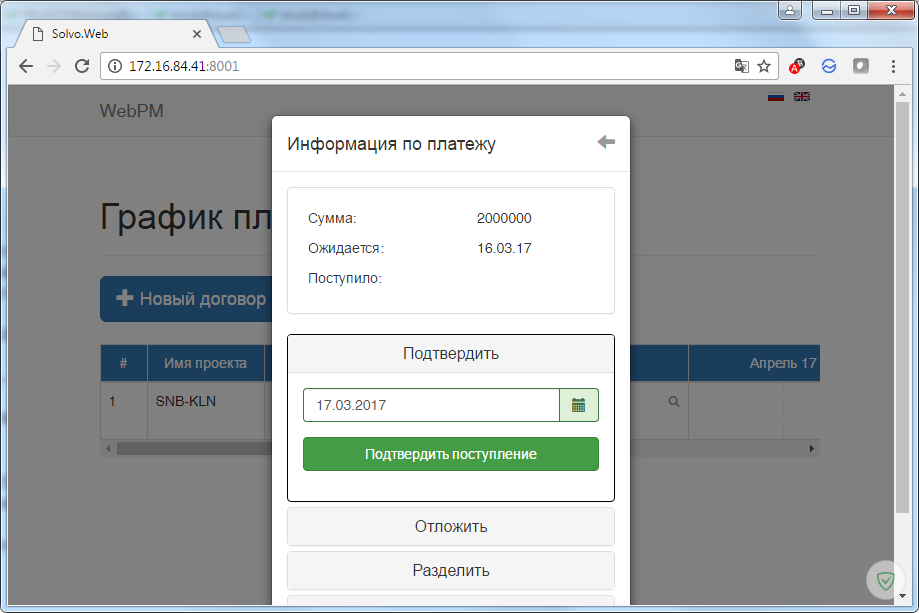 Solvo.Web
172.16.84.41:8001
WebPM
Информация по платежу
Сумма: 2000000
Ожидается: 16.03.17
Поступило:
График пл
Новый договор
# Имя проекта Апрель 17
1 SNB-KLN
Подтвердить
17.03.2017
Подтвердить поступление
Отложить
Разделить